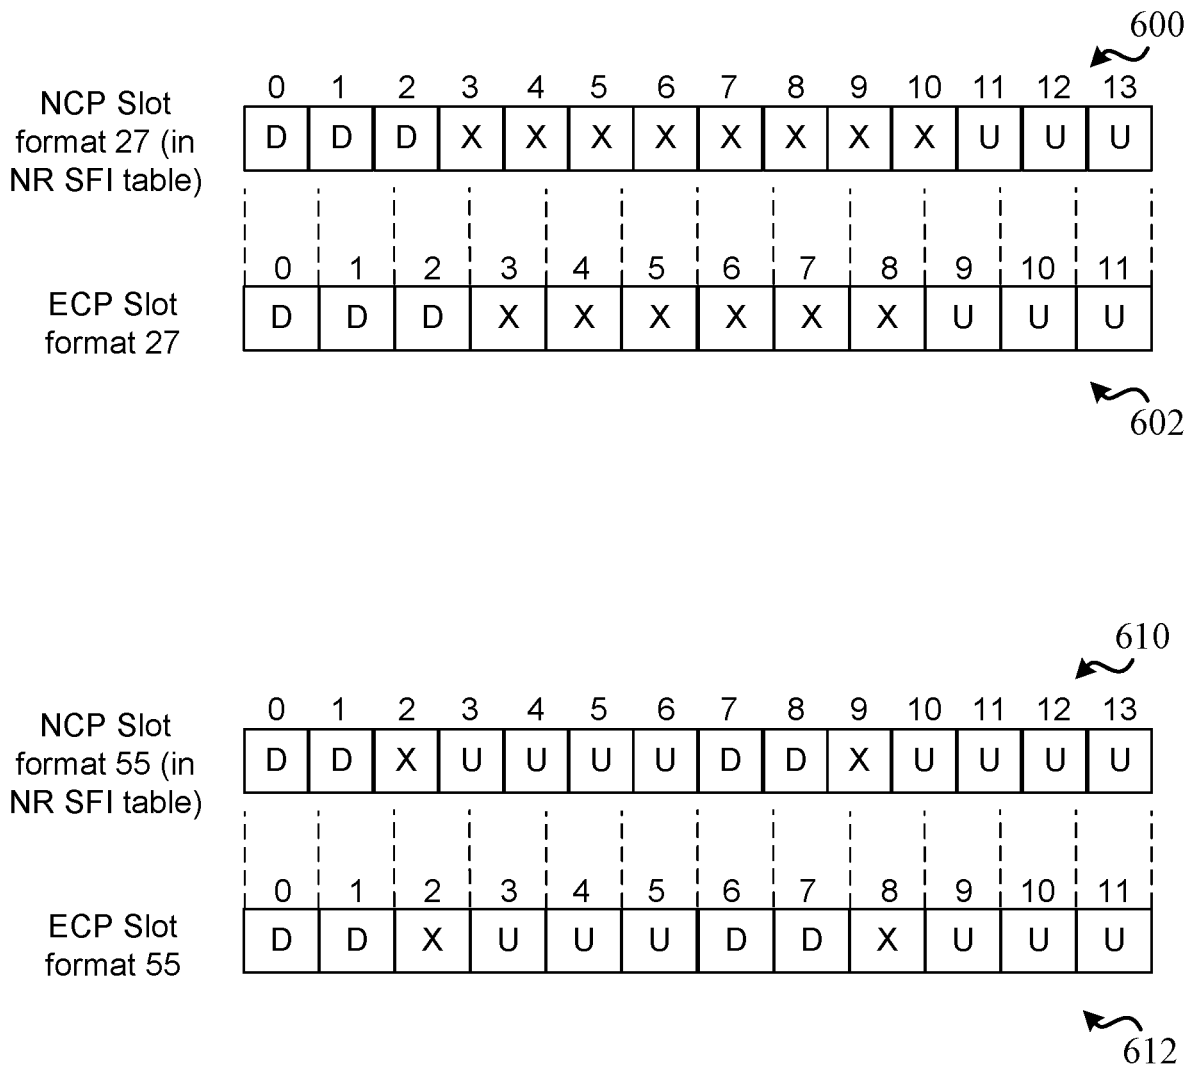 600
0 1 2 3 4 5 6 7 8 9 10 11 12 13
NCP Slot
format 27 (in
NR SFI table)
D D D X X X X X X X X U U U
0 1 2 3 4 5 6 7 8 9 10 11
ECP Slot
format 27
D D D X X X X X X U U U
602
610
0 1 2 3 4 5 6 7 8 9 10 11 12 13
NCP Slot
format 55 (in
NR SFI table)
D D X U U U U D D X U U U U
0 1 2 3 4 5 6 7 8 9 10 11
ECP Slot
format 55
D D X U U U D D X U U U
612